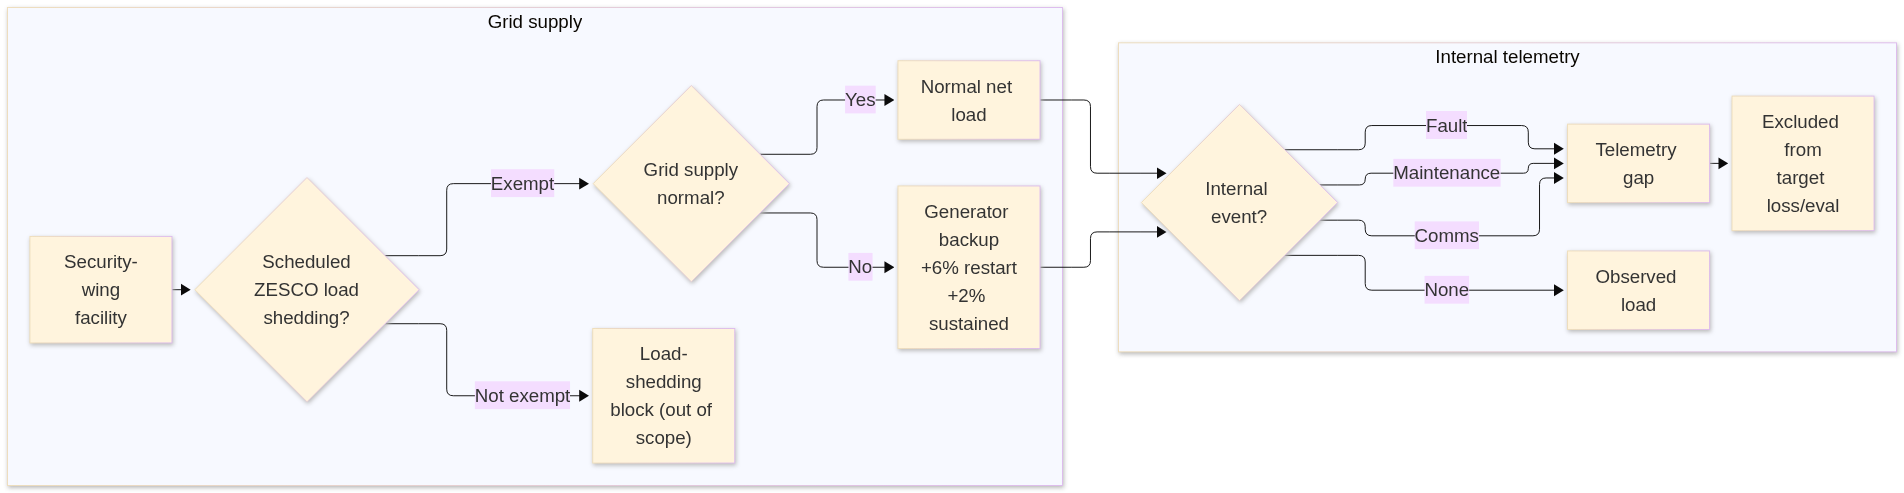 Grid supply
Security-
wing
facility
Scheduled
ZESCO load
shedding?
Exempt
Not exempt
Grid supply
normal?
Load-
shedding
block (out of
scope)
Yes
No
Normal net
load
Generator
backup
+6% restart
+2%
sustained
Internal telemetry
Internal
event?
Fault
Maintenance
Comms
None
Telemetry
gap
Observed
load
Excluded
from
target
loss/eval